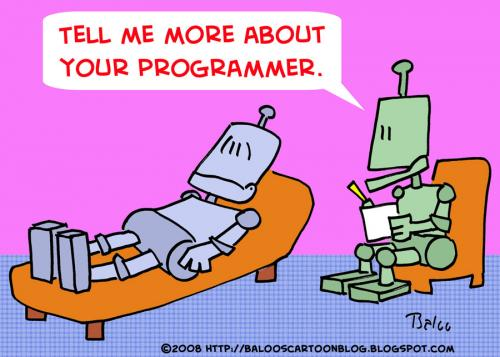 TELL ME MORE ABOUT
YOUR PROGRAMMER.
Baloo
©2008 HTTP://BALOOSCARTOONBLOG.BLOGSPOT.COM